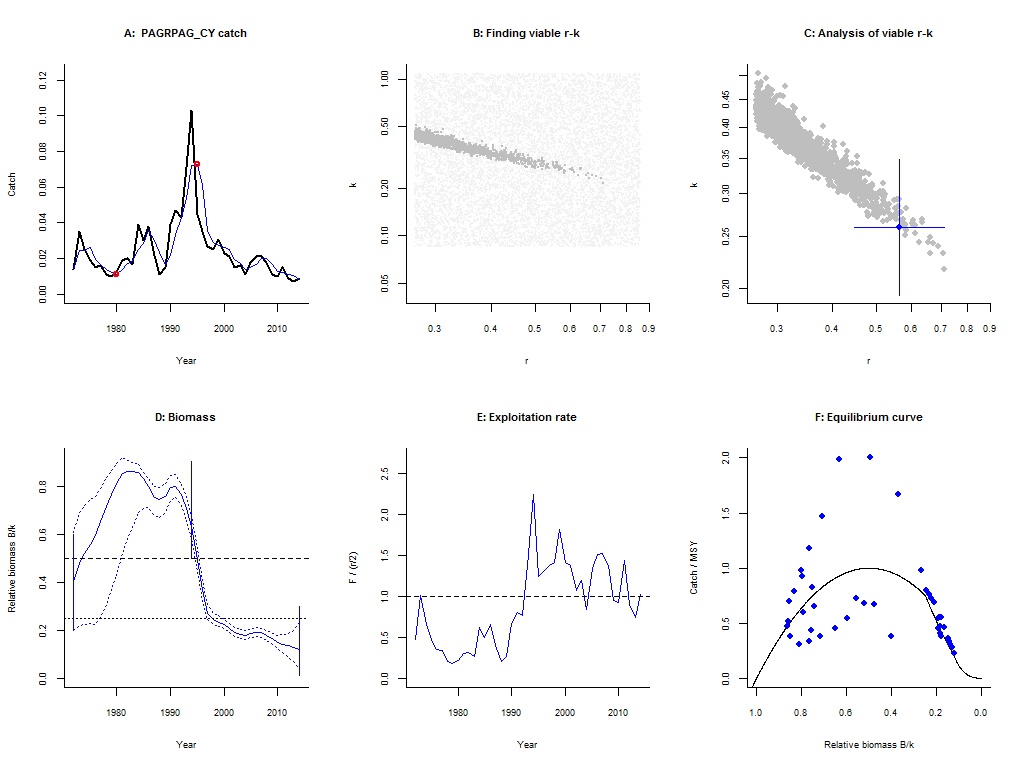 A: PAGRPAG_CY catch
B: Finding viable r-k
C: Analysis of viable r-k
Catch
0.00 0.02 0.04 0.06 0.08 0.10 0.12
1980 1990 2000 2010
Year
k
0.05 0.10 0.20 0.50 1.00
0.3 0.4 0.5 0.6 0.7 0.8 0.9
r
k
0.20 0.25 0.30 0.35 0.40 0.45
0.3 0.4 0.5 0.6 0.7 0.8 0.9
r
D: Biomass
E: Exploitation rate
F: Equilibrium curve
Relative biomass B/k
0.0 0.2 0.4 0.6 0.8
1980 1990 2000 2010
Year
F / (r/2)
0.0 0.5 1.0 1.5 2.0 2.5
1980 1990 2000 2010
Year
Catch / MSY
0.0 0.5 1.0 1.5 2.0
1.0 0.8 0.6 0.4 0.2 0.0
Relative biomass B/k